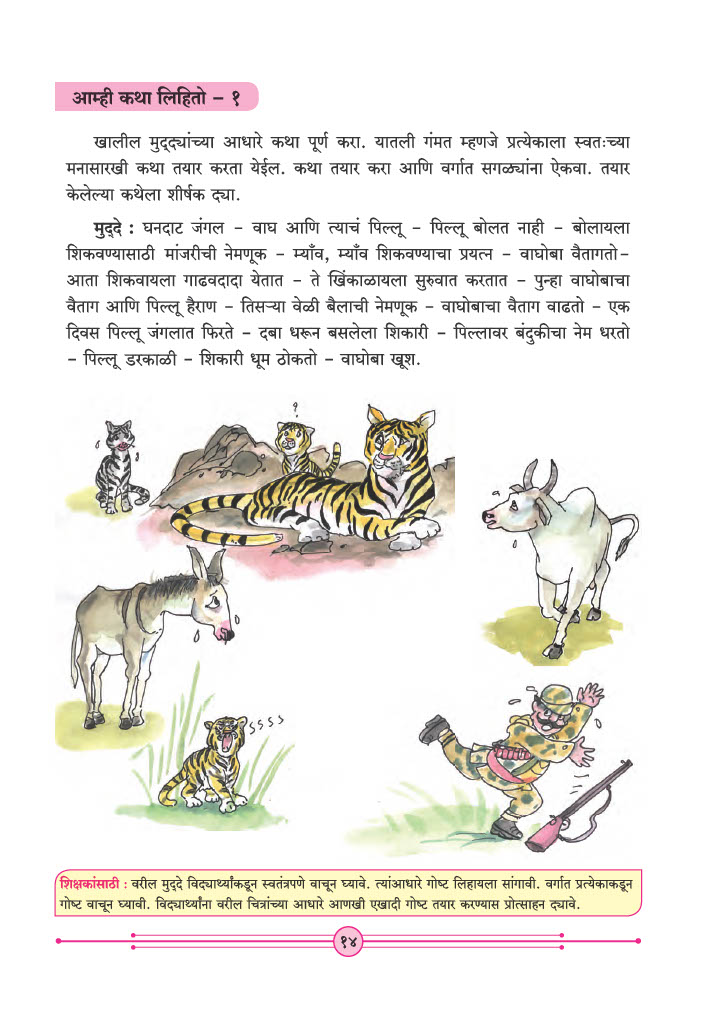 आम्ही कथा लिहितो – १
खालील मुद्द्यांच्या आधारे कथा पूर्ण करा. यातली गंमत म्हणजे प्रत्येकाला स्वतःच्या
मनासारखी कथा तयार करता येईल. कथा तयार करा आणि वर्गात सगळ्यांना ऐकवा. तयार
केलेल्या कथेला शीर्षक द्या.
मुद्दे : घनदाट जंगल – वाघ आणि त्याचं पिल्लू – पिल्लू बोलत नाही – बोलायला
शिकवण्यासाठी मांजरीची नेमणूक – म्याँव, म्याँव शिकवण्याचा प्रयत्न – वाघोबा वैतागतो–
आता शिकवायला गाढवदादा येतात – ते खिंकाळायला सुरुवात करतात – पुन्हा वाघोबाचा
वैताग आणि पिल्लू हैराण – तिसऱ्या वेळी बैलाची नेमणूक – वाघोबाचा वैताग वाढतो – एक
दिवस पिल्लू जंगलात फिरते – दबा धरून बसलेला शिकारी – पिल्लावर बंदुकीचा नेम धरतो
– पिल्लू डरकाळी – शिकारी धूम ठोकतो – वाघोबा खूश.
?
ऽऽऽऽ
शिक्षकांसाठी : वरील मुद्दे विद्यार्थ्यांकडून स्वतंत्रपणे वाचून घ्यावे. त्यांआधारे गोष्ट लिहायला सांगावी. वर्गात प्रत्येकाकडून
गोष्ट वाचून घ्यावी. विद्यार्थ्यांना वरील चित्रांच्या आधारे आणखी एखादी गोष्ट तयार करण्यास प्रोत्साहन द्यावे.
१४